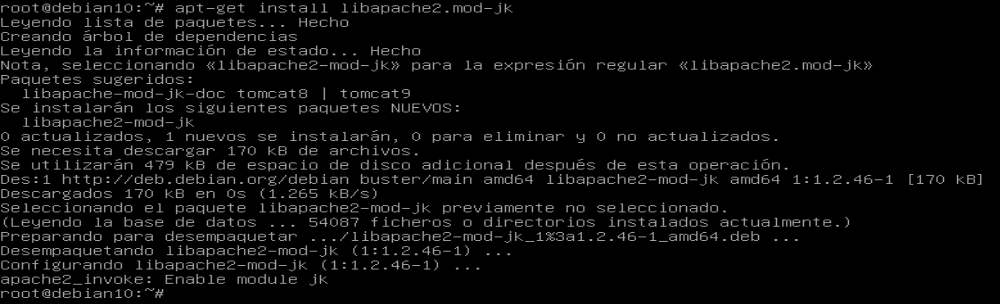 root@debian10:~# apt-get install libapache2.mod-jk
Leyendo lista de paquetes... Hecho
Creando árbol de dependencias
Leyendo la información de estado... Hecho
Nota, seleccionando «libapache2-mod-jk» para la expresión regular «libapache2.mod-jk»
Paquetes sugeridos:
  libapache-mod-jk-doc tomcat8 | tomcat9
Se instalarán los siguientes paquetes NUEVOS:
  libapache2-mod-jk
0 actualizados, 1 nuevos se instalarán, 0 para eliminar y 0 no actualizados.
Se necesita descargar 170 kB de archivos.
Se utilizarán 479 kB de espacio de disco adicional después de esta operación.
Des:1 http://deb.debian.org/debian buster/main amd64 libapache2-mod-jk amd64 1:1.2.46-1 [170 kB]
Descargados 170 kB en 0s (1.265 kB/s)
Seleccionando el paquete libapache2-mod-jk previamente no seleccionado.
(Leyendo la base de datos ... 54087 ficheros o directorios instalados actualmente.)
Preparando para desempaquetar .../libapache2-mod-jk_1%3a1.2.46-1_amd64.deb ...
Desempaquetando libapache2-mod-jk (1:1.2.46-1) ...
Configurando libapache2-mod-jk (1:1.2.46-1) ...
apache2_invoke: Enable module jk
root@debian10:~#